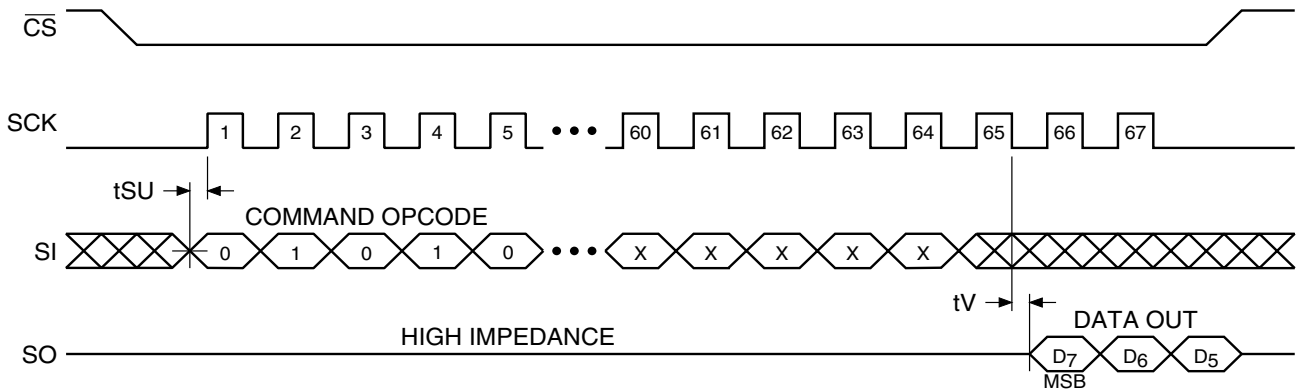 CS
SCK 1 2 3 4 5 ••• 60 61 62 63 64 65 66 67
tSU
COMMAND OPCODE
SI 0 1 0 1 0 ••• X X X X X
tV
HIGH IMPEDANCE
DATA OUT
SO D7 D6 D5
MSB